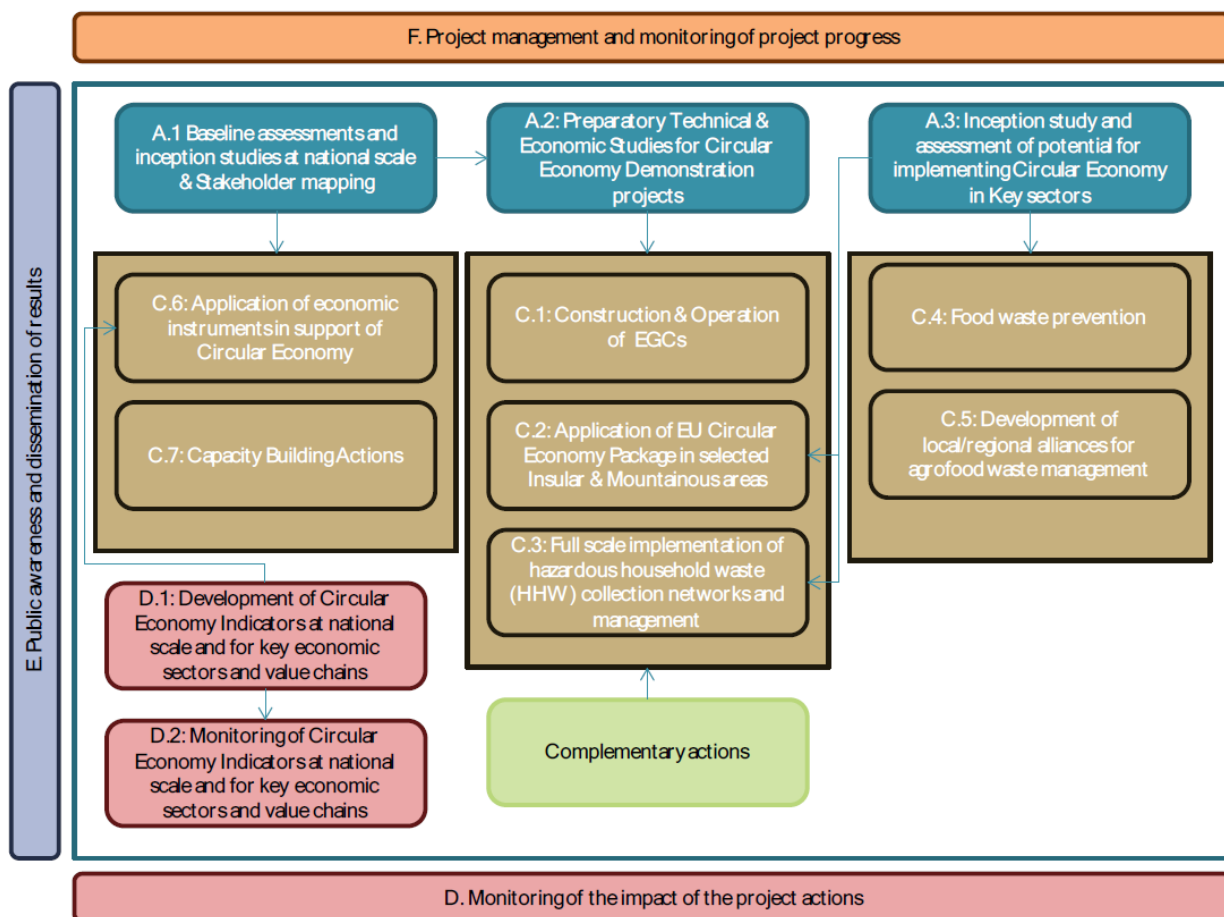 F. Project management and monitoring of project progress
E. Public awareness and dissemination of results
A.1 Baseline assessments and
inception studies at national scale
& Stakeholder mapping
A.2: Preparatory Technical &
Economic Studies for Circular
Economy Demonstration
projects
A.3: Inception study and
assessment of potential for
implementing Circular Economy
in Key sectors
C.6: Application of economic
instruments in support of
Circular Economy
C.7: Capacity Building Actions
C.1: Construction & Operation
of EGCs
C.2: Application of EU Circular
Economy Package in selected
Insular & Mountainous areas
C.3: Full scale implementation of
hazardous household waste
(HHW) collection networks and
management
C.4: Food waste prevention
C.5: Development of
local/regional alliances for
agrofood waste management
D.1: Development of Circular
Economy Indicators at national
scale and for key economic
sectors and value chains
D.2: Monitoring of Circular
Economy Indicators at national
scale and for key economic
sectors and value chains
Complementary actions
D. Monitoring of the impact of the project actions